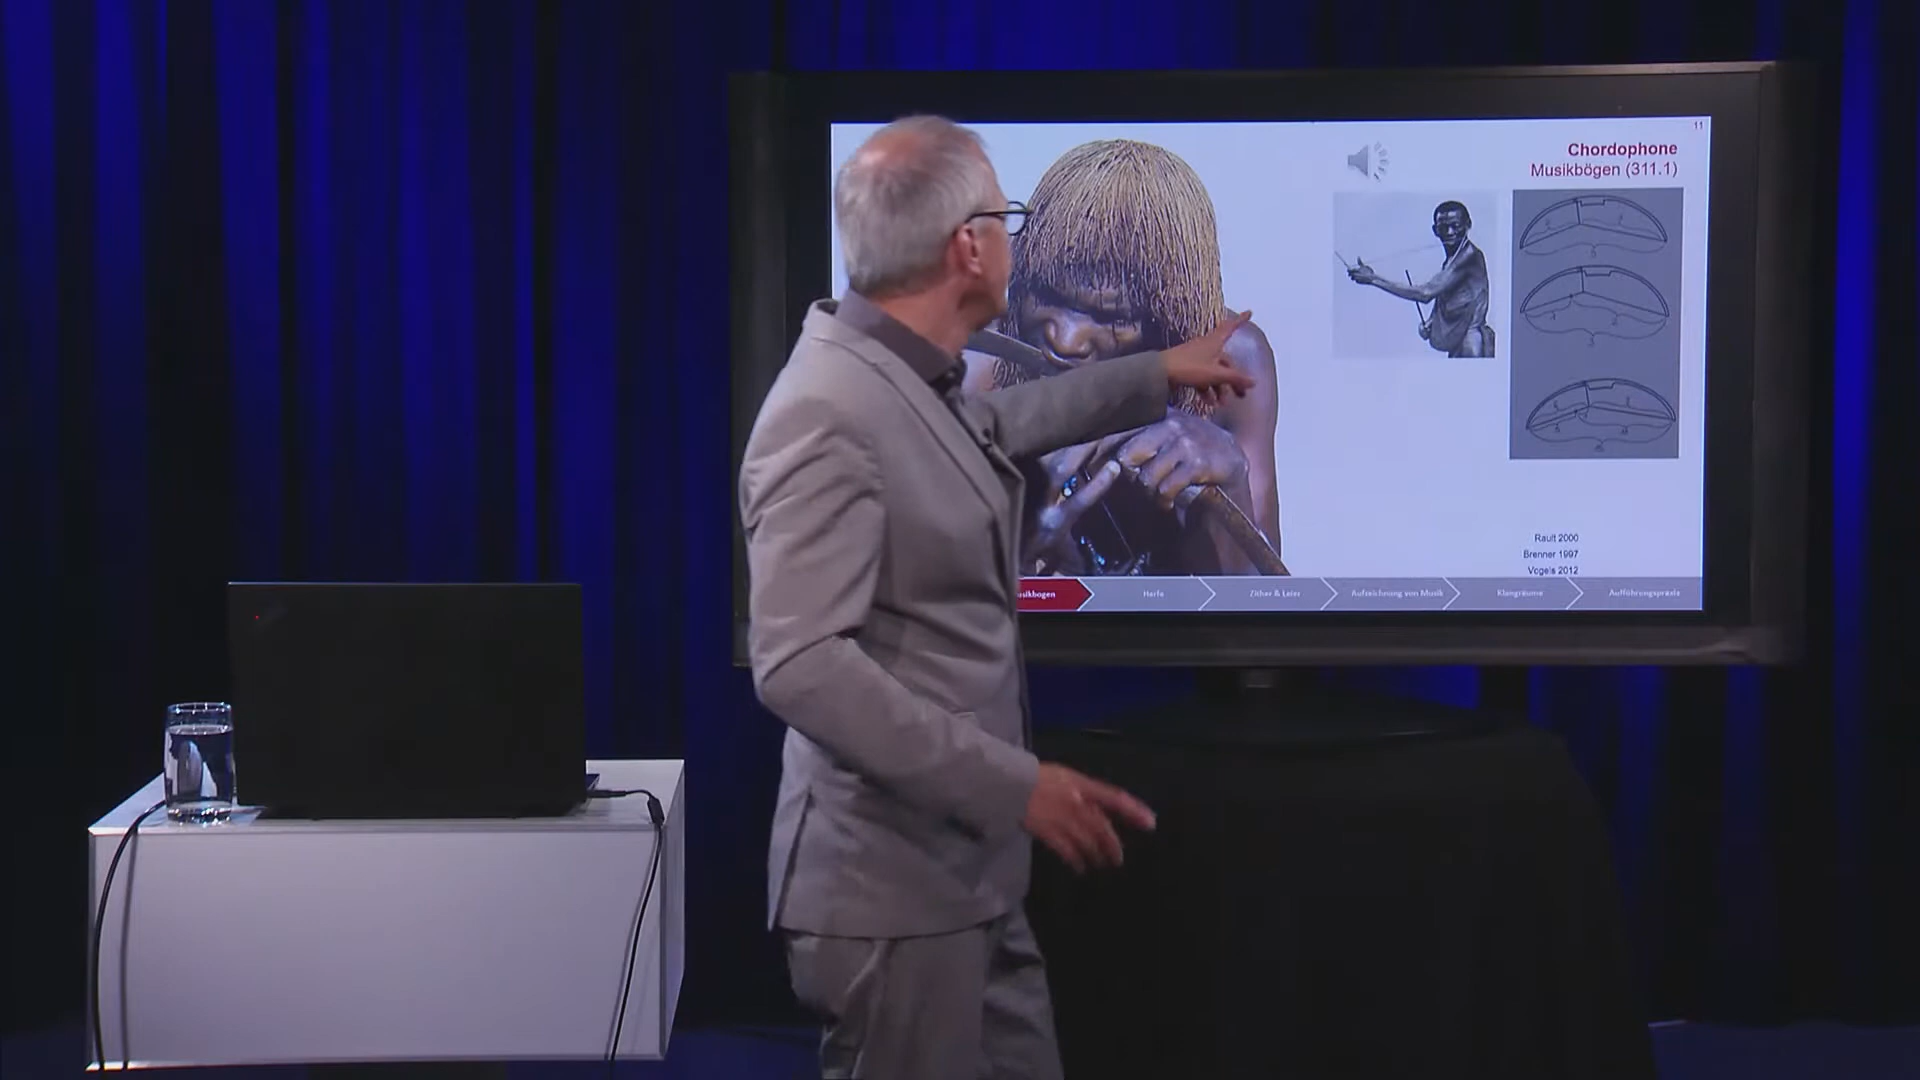 11
Chordophone
Musikbögen (311.1)
Rault 2000
Brenner 1997
Vogels 2012
Harfe
Zither & Leier
Aufzeichnung von Musik
Klangräume
Aufführungspraxis